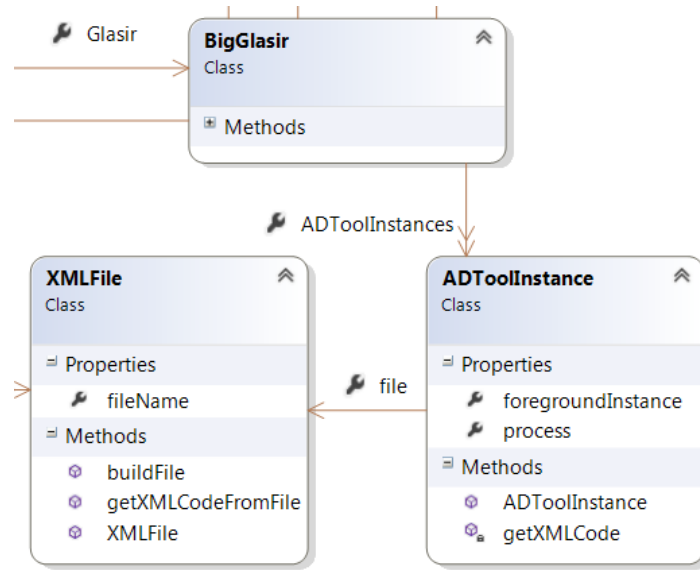 Glasir
BigGlasir
Class
Methods
ADToolInstances
XMLFile
Class
Properties
fileName
Methods
buildFile
getXMLCodeFromFile
XMLFile
file
ADToolInstance
Class
Properties
foregroundInstance
process
Methods
ADToolInstance
getXMLCode